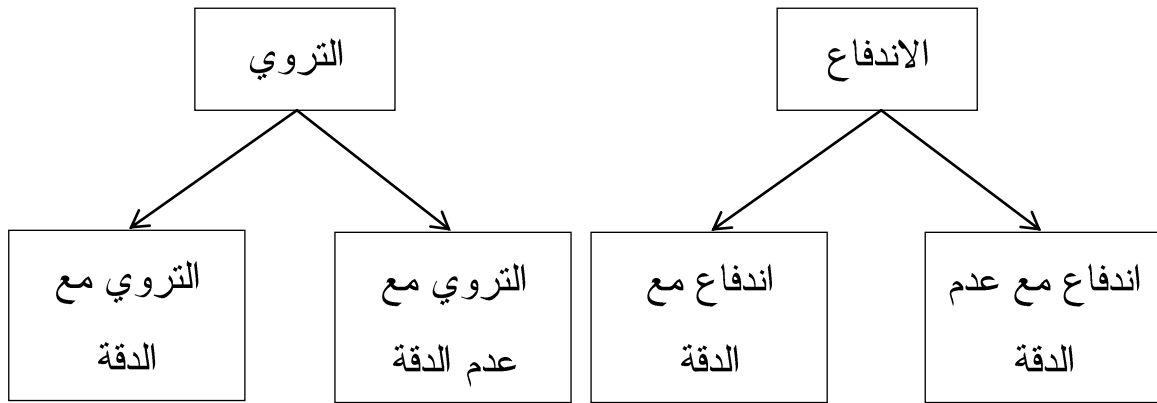 الاندفاع
التروي
اندفاع مع عدم
الدقة
اندفاع مع
الدقة
التروي مع
عدم الدقة
التروي مع
الدقة